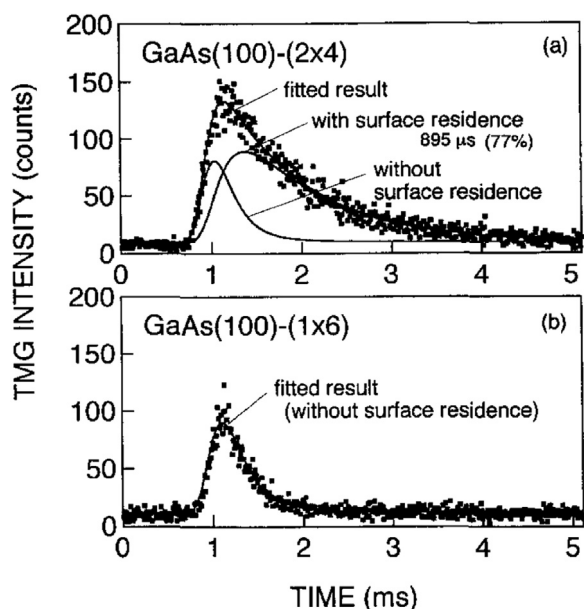 GaAs(100)-(2x4)
(a)
fitted result
with surface residence
895 µs (77%)
without
surface residence
200
150
100
50
0
0 1 2 3 4 5
TMG INTENSITY (counts)
GaAs(100)-(1x6)
(b)
fitted result
(without surface residence)
200
150
100
50
0
0 1 2 3 4 5
TIME (ms)